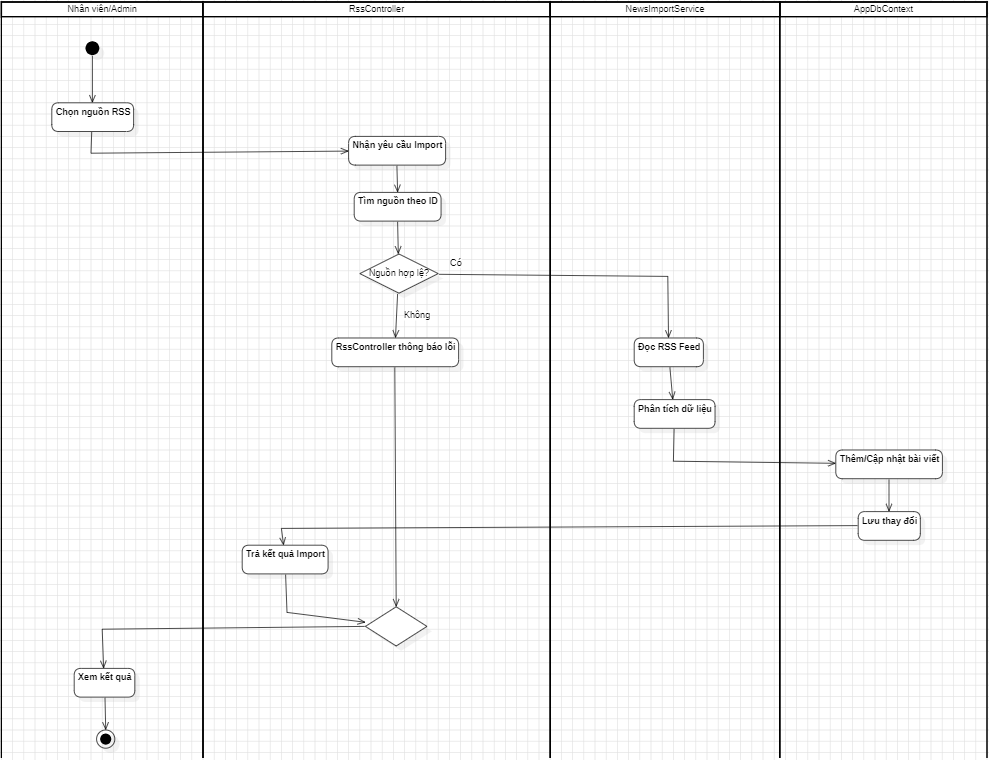 Nhân viên/Admin
RssController
NewsImportService
AppDbContext
Chọn nguồn RSS
Nhận yêu cầu Import
Tìm nguồn theo ID
Nguồn hợp lệ?
Có
Không
RssController thông báo lỗi
Đọc RSS Feed
Phân tích dữ liệu
Thêm/Cập nhật bài viết
Lưu thay đổi
Trả kết quả Import
Xem kết quả